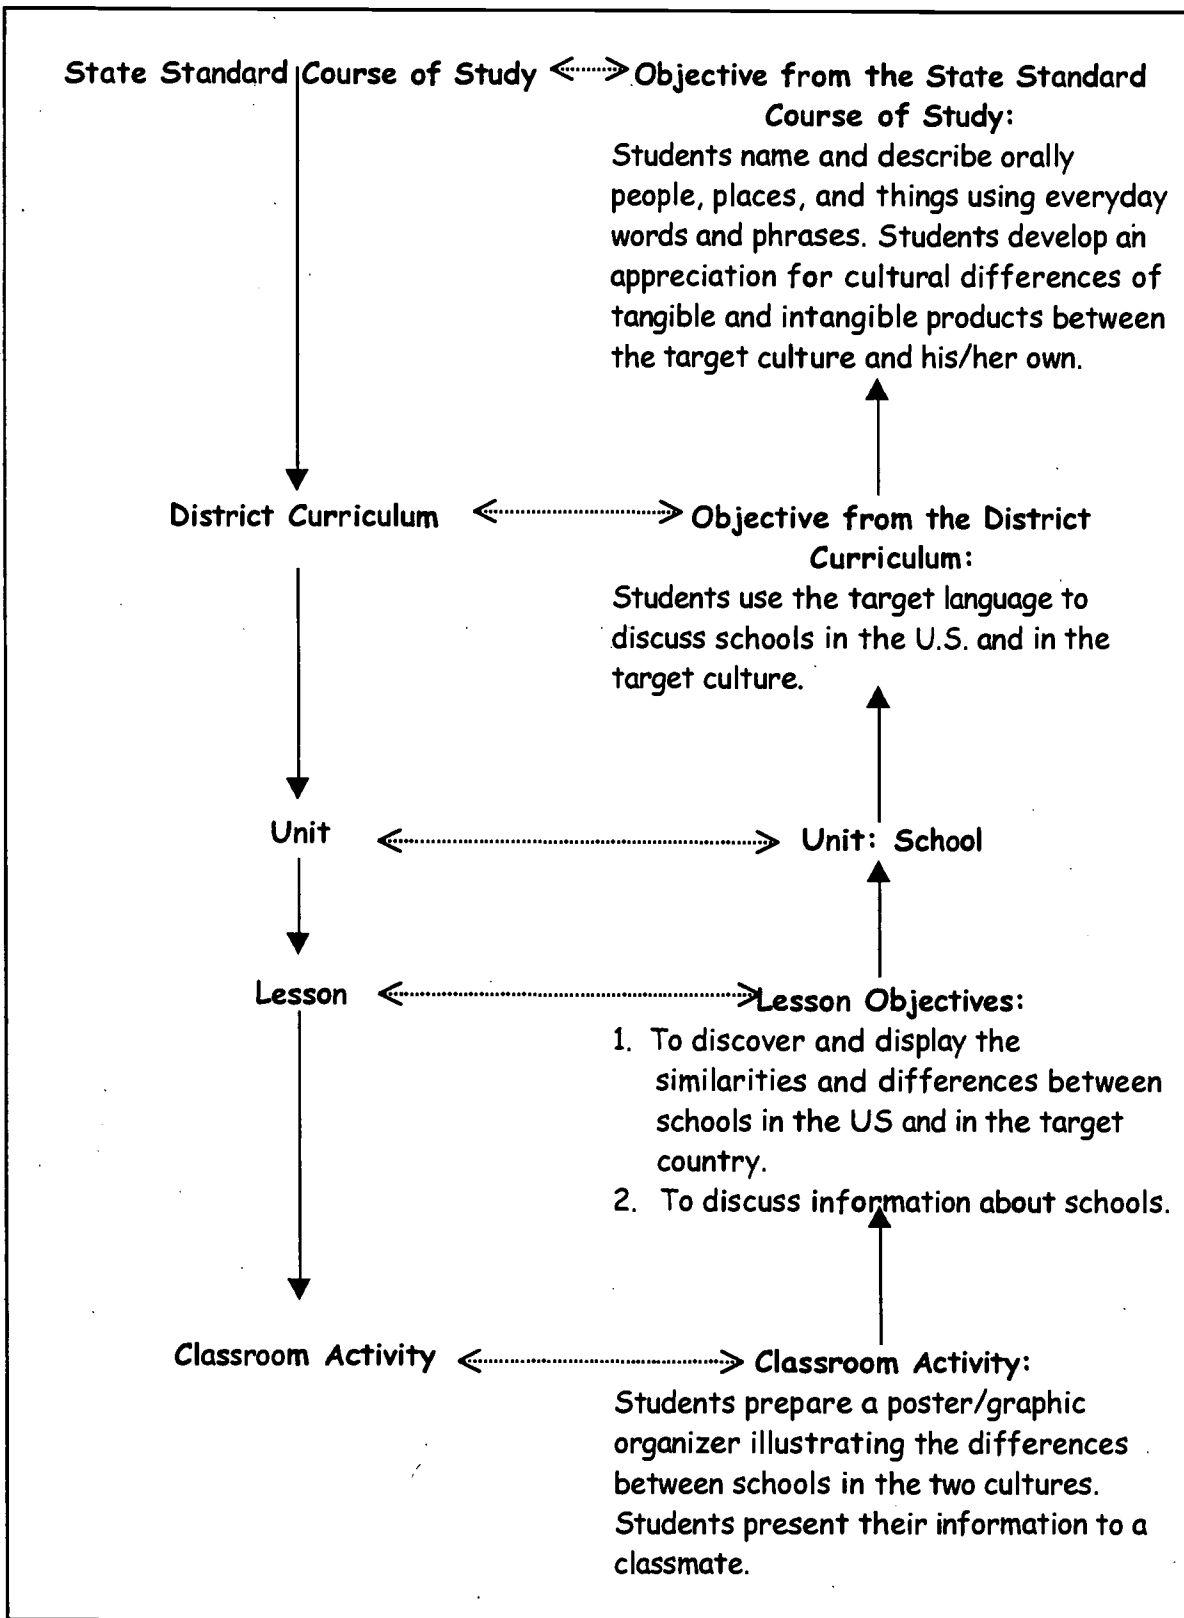 State Standard Course of Study
Objective from the State Standard
Course of Study:
Students name and describe orally
people, places, and things using everyday
words and phrases. Students develop an
appreciation for cultural differences of
tangible and intangible products between
the target culture and his/her own.
District Curriculum
Objective from the District
Curriculum:
Students use the target language to
discuss schools in the U.S. and in the
target culture.
Unit
Unit: School
Lesson
Lesson Objectives:
1. To discover and display the
similarities and differences between
schools in the US and in the target
country.
2. To discuss information about schools.
Classroom Activity
Classroom Activity:
Students prepare a poster/graphic
organizer illustrating the differences
between schools in the two cultures.
Students present their information to a
classmate.